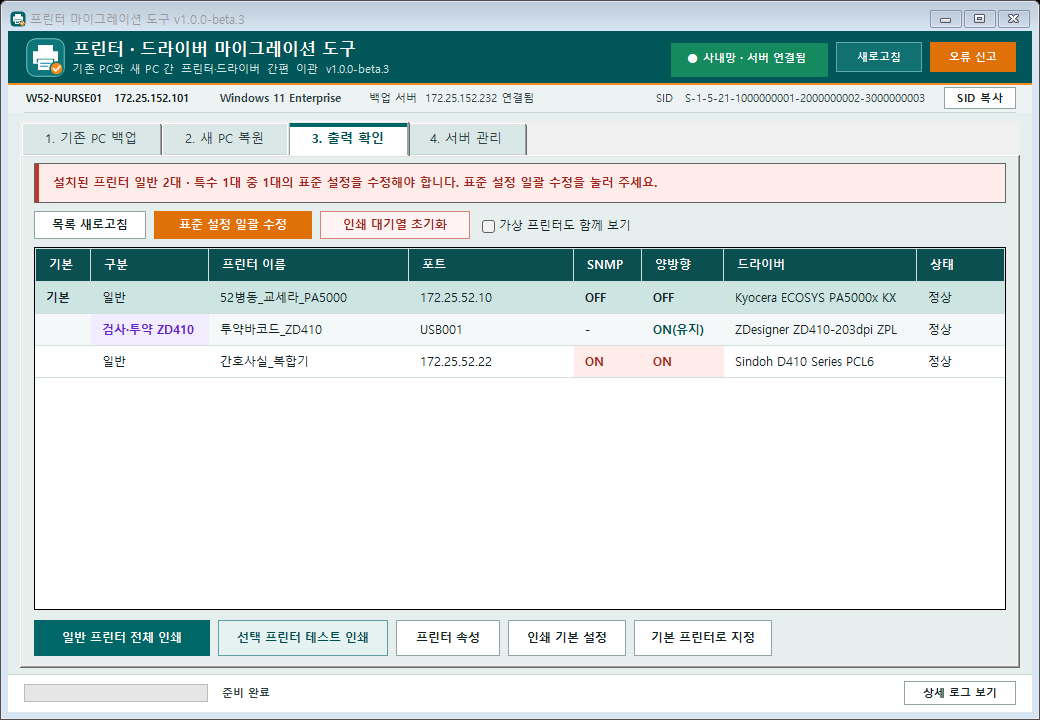 프린터 마이그레이션 도구 v1.0.0-beta.3
프린터 · 드라이버 마이그레이션 도구
기존 PC와 새 PC 간 프린터·드라이버 간편 이관 v1.0.0-beta.3
● 사내망 · 서버 연결됨
새로고침
오류 신고
W52-NURSE01 172.25.152.101 Windows 11 Enterprise 백업 서버 172.25.152.232 연결됨 SID S-1-5-21-1000000001-2000000002-3000000003 SID 복사
1. 기존 PC 백업 2. 새 PC 복원 3. 출력 확인 4. 서버 관리
설치된 프린터 일반 2대 · 특수 1대 중 1대의 표준 설정을 수정해야 합니다. 표준 설정 일괄 수정을 눌러 주세요.
목록 새로고침 표준 설정 일괄 수정 인쇄 대기열 초기화 가상 프린터도 함께 보기
기본 구분 프린터 이름 포트 SNMP 양방향 드라이버 상태
기본 일반 52병동_교세라_PA5000 172.25.52.10 OFF OFF Kyocera ECOSYS PA5000x KX 정상
검사·투약 ZD410 투약바코드_ZD410 USB001 - ON(유지) ZDesigner ZD410-203dpi ZPL 정상
일반 간호사실_복합기 172.25.52.22 ON ON Sindoh D410 Series PCL6 정상
일반 프린터 전체 인쇄 선택 프린터 테스트 인쇄 프린터 속성 인쇄 기본 설정 기본 프린터로 지정
준비 완료 상세 로그 보기